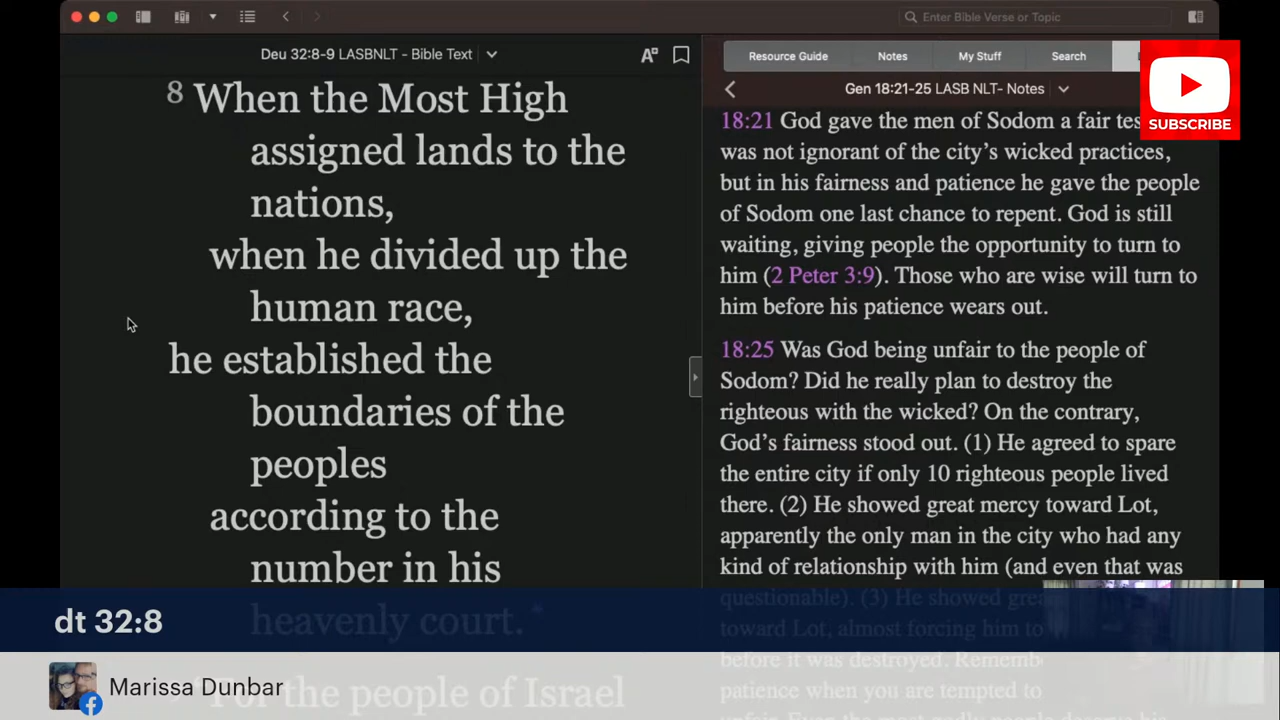 Enter Bible Verse or Topic
Deu 32:8-9 LASBNLT - Bible Text
8 When the Most High
assigned lands to the
nations,
when he divided up the
human race,
he established the
boundaries of the
peoples
according to the
number in his
heavenly court.*
For the people of Israel
Resource Guide
Notes
My Stuff
Search
Gen 18:21-25 LASB NLT- Notes
18:21 God gave the men of Sodom a fair
was not ignorant of the city's wicked practices,
but in his fairness and patience he gave the people
of Sodom one last chance to repent. God is still
waiting, giving people the opportunity to turn to
him (2 Peter 3:9). Those who are wise will turn to
him before his patience wears out.
18:25 Was God being unfair to the people of
Sodom? Did he really plan to destroy the
righteous with the wicked? On the contrary,
God's fairness stood out. (1) He agreed to spare
the entire city if only 10 righteous people lived
there. (2) He showed great mercy toward Lot,
apparently the only man in the city who had any
kind of relationship with him (and even that was
questionable). (3) He showed
toward Lot, almost forcing him to
before it was destroyed.
patience when you are tempted to
SUBSCRIBE
dt 32:8
Marissa Dunbar